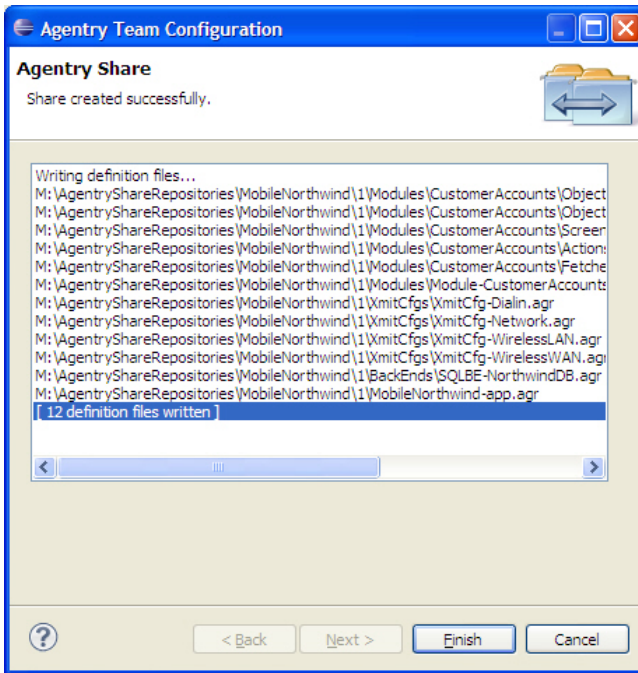 Agentry Team Configuration
Agentry Share
Share created successfully.
Writing definition files...
M:\AgentryShareRepositories\MobileNorthwind\1\Modules\CustomerAccounts\Object
M:\AgentryShareRepositories\MobileNorthwind\1\Modules\CustomerAccounts\Object
M:\AgentryShareRepositories\MobileNorthwind\1\Modules\CustomerAccounts\Screen
M:\AgentryShareRepositories\MobileNorthwind\1\Modules\CustomerAccounts\Action
M:\AgentryShareRepositories\MobileNorthwind\1\Modules\CustomerAccounts\Fetche
M:\AgentryShareRepositories\MobileNorthwind\1\Modules\Module-CustomerAccounts
M:\AgentryShareRepositories\MobileNorthwind\1\XmitCfgs\XmitCfg-Dialin.agr
M:\AgentryShareRepositories\MobileNorthwind\1\XmitCfgs\XmitCfg-Network.agr
M:\AgentryShareRepositories\MobileNorthwind\1\XmitCfgs\XmitCfg-WirelessLAN.agr
M:\AgentryShareRepositories\MobileNorthwind\1\XmitCfgs\XmitCfg-WirelessWAN.agr
M:\AgentryShareRepositories\MobileNorthwind\1\BackEnds\SQLBE-NorthwindDB.agr
M:\AgentryShareRepositories\MobileNorthwind\1\MobileNorthwind-app.agr
[ 12 definition files written ]
? < Back Next > Finish Cancel